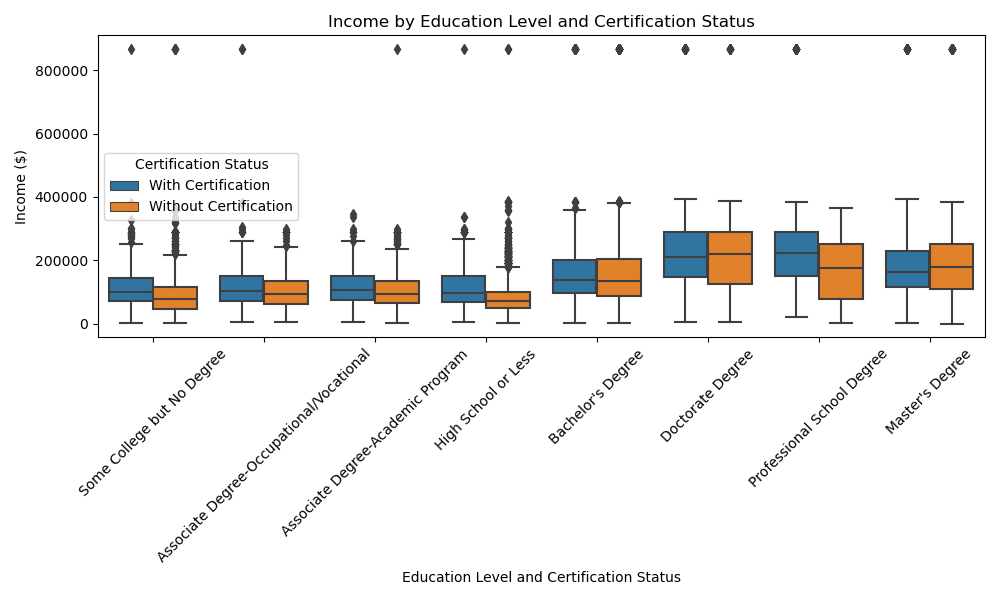 Income by Education Level and Certification Status
Income ($)
800000
600000
400000
200000
0
Certification Status
With Certification
Without Certification
Some College but No Degree
Associate Degree-Occupational/Vocational
Associate Degree-Academic Program
High School or Less
Bachelor's Degree
Doctorate Degree
Professional School Degree
Master's Degree
Education Level and Certification Status